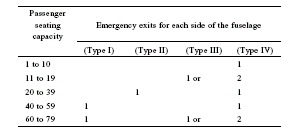 Passenger seating capacity Emergency exits for each side of the fuselage
(Type I) (Type II) (Type III) (Type IV)
1 to 10 1
11 to 19 1 or 2
20 to 39 1 1
40 to 59 1 1
60 to 79 1 1 or 2